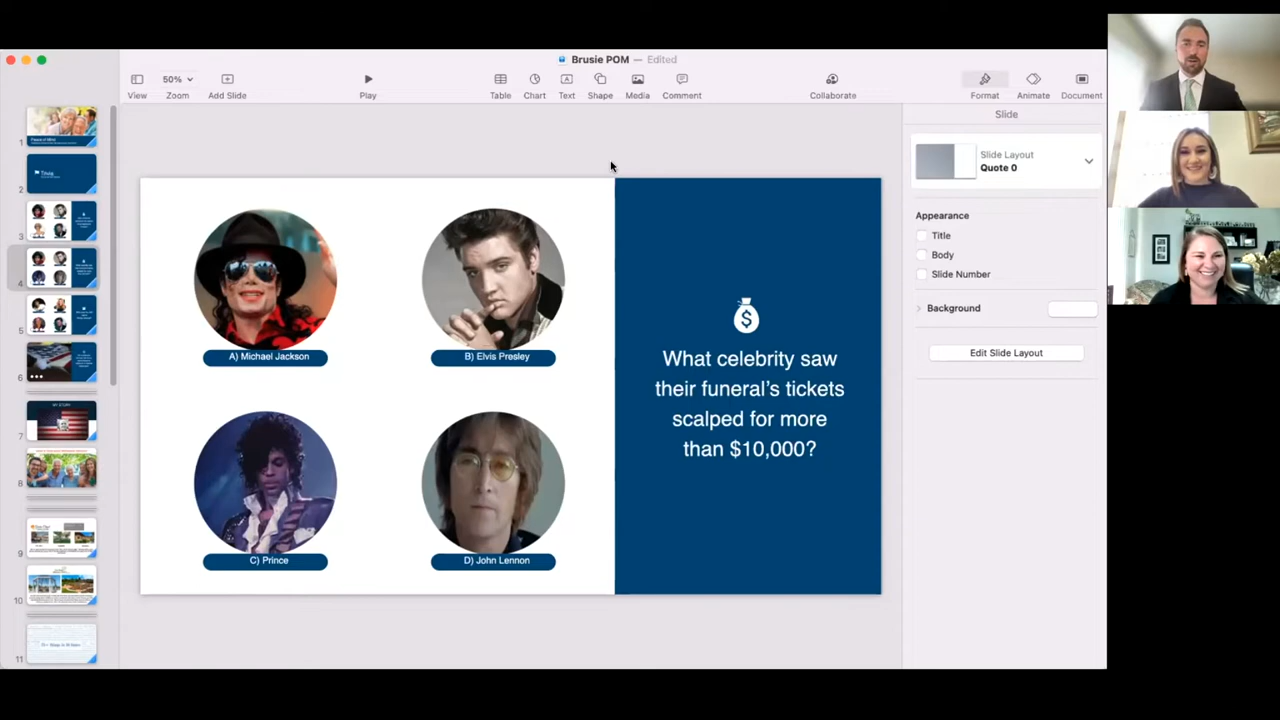 Brusie POM — Edited
50%
View
Zoom
Add Slide
Play
Table
Chart
Text
Shape
Media
Comment
Collaborate
Format
Animate
Document
1
2
Trivia
3
4
5
6
7
MY STORY
8
9
10
11
A) Michael Jackson
B) Elvis Presley
C) Prince
D) John Lennon
$
What celebrity saw
their funeral's tickets
scalped for more
than $10,000?
Slide
Slide Layout
Quote 0
Appearance
Title
Body
Slide Number
Background
Edit Slide Layout